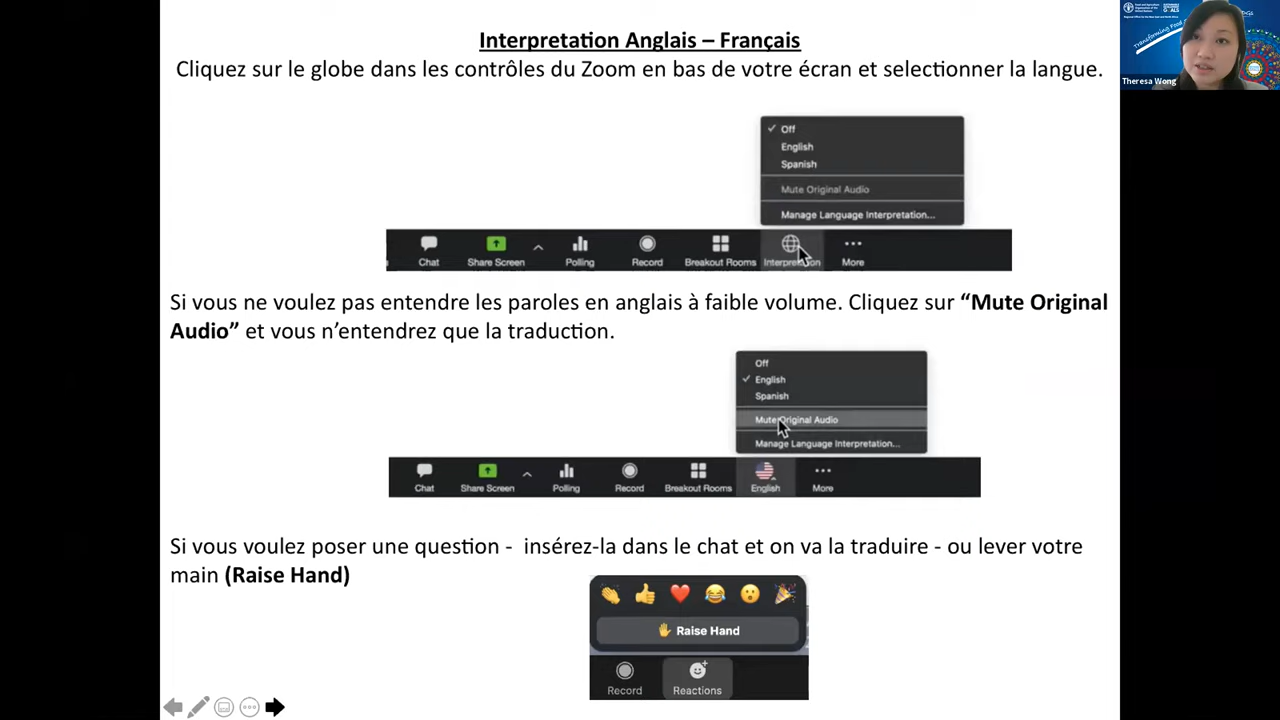 Interpretation Anglais – Français
Cliquez sur le globe dans les contrôles du Zoom en bas de votre écran et selectionner la langue.
Off
English
Spanish
Mute Original Audio
Manage Language Interpretation...
Chat
Share Screen
Polling
Record
Breakout Rooms
Interpretation
More
Si vous ne voulez pas entendre les paroles en anglais à faible volume. Cliquez sur “Mute Original
Audio” et vous n’entendrez que la traduction.
Off
English
Spanish
Mute Original Audio
Manage Language Interpretation...
Chat
Share Screen
Polling
Record
Breakout Rooms
English
More
Si vous voulez poser une question - insérez-la dans le chat et on va la traduire - ou lever votre
main (Raise Hand)
Raise Hand
Record
Reactions
Transforming Food
Theresa Wong